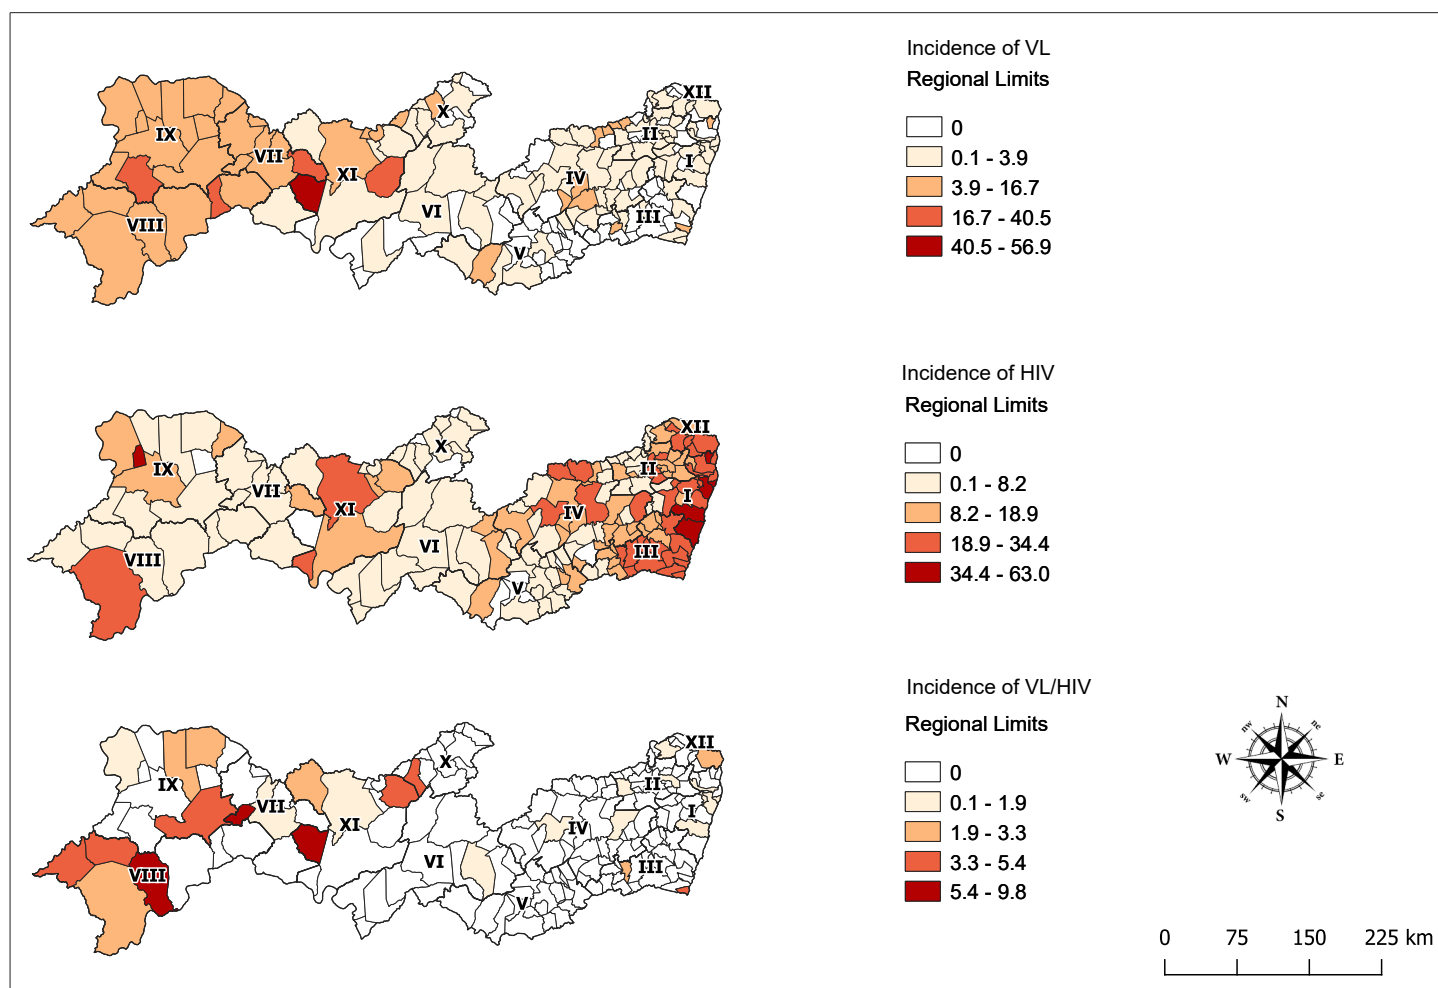 Incidence of VL
Regional Limits
0
0.1 - 3.9
3.9 - 16.7
16.7 - 40.5
40.5 - 56.9
XII
X
II
IX
I
VII
XI
IV
VI
III
VIII
V
Incidence of HIV
Regional Limits
0
0.1 - 8.2
8.2 - 18.9
18.9 - 34.4
34.4 - 63.0
XII
X
II
IX
VII
I
XI
IV
VI
III
VIII
V
Incidence of VL/HIV
Regional Limits
0
0.1 - 1.9
1.9 - 3.3
3.3 - 5.4
5.4 - 9.8
XII
X
IX
II
VII
I
XI
IV
VI
III
VIII
V
N
nw ne
W E
sw se
S
0 75 150 225 km